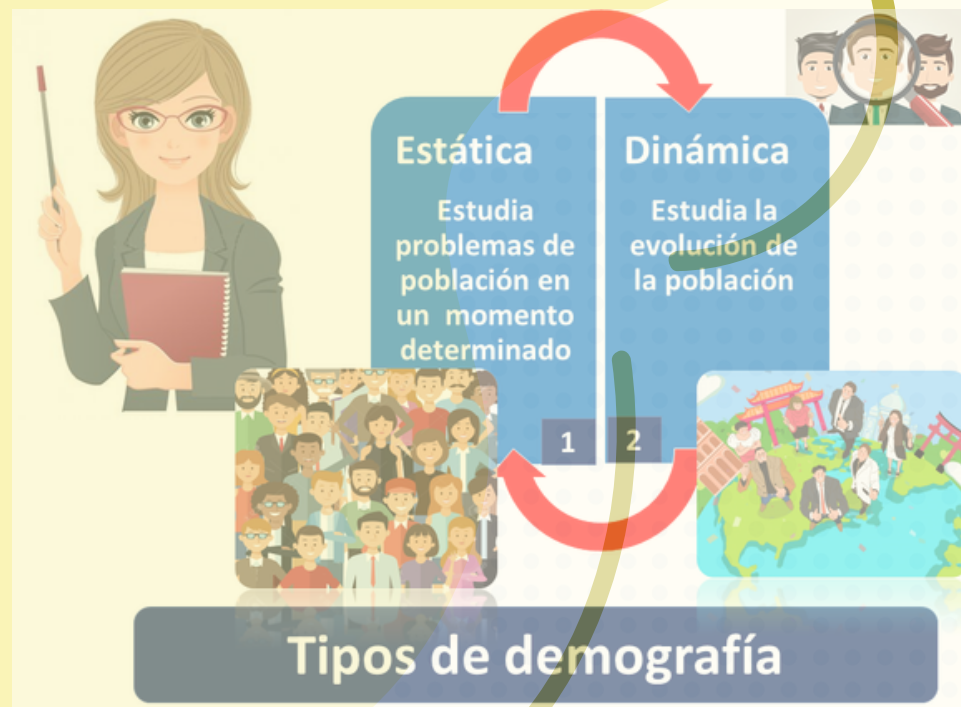 Estática
Estudia
problemas de
población en
un momento
determinado
1
Dinámica
Estudia la
evolución de
la población
2
Tipos de demografía